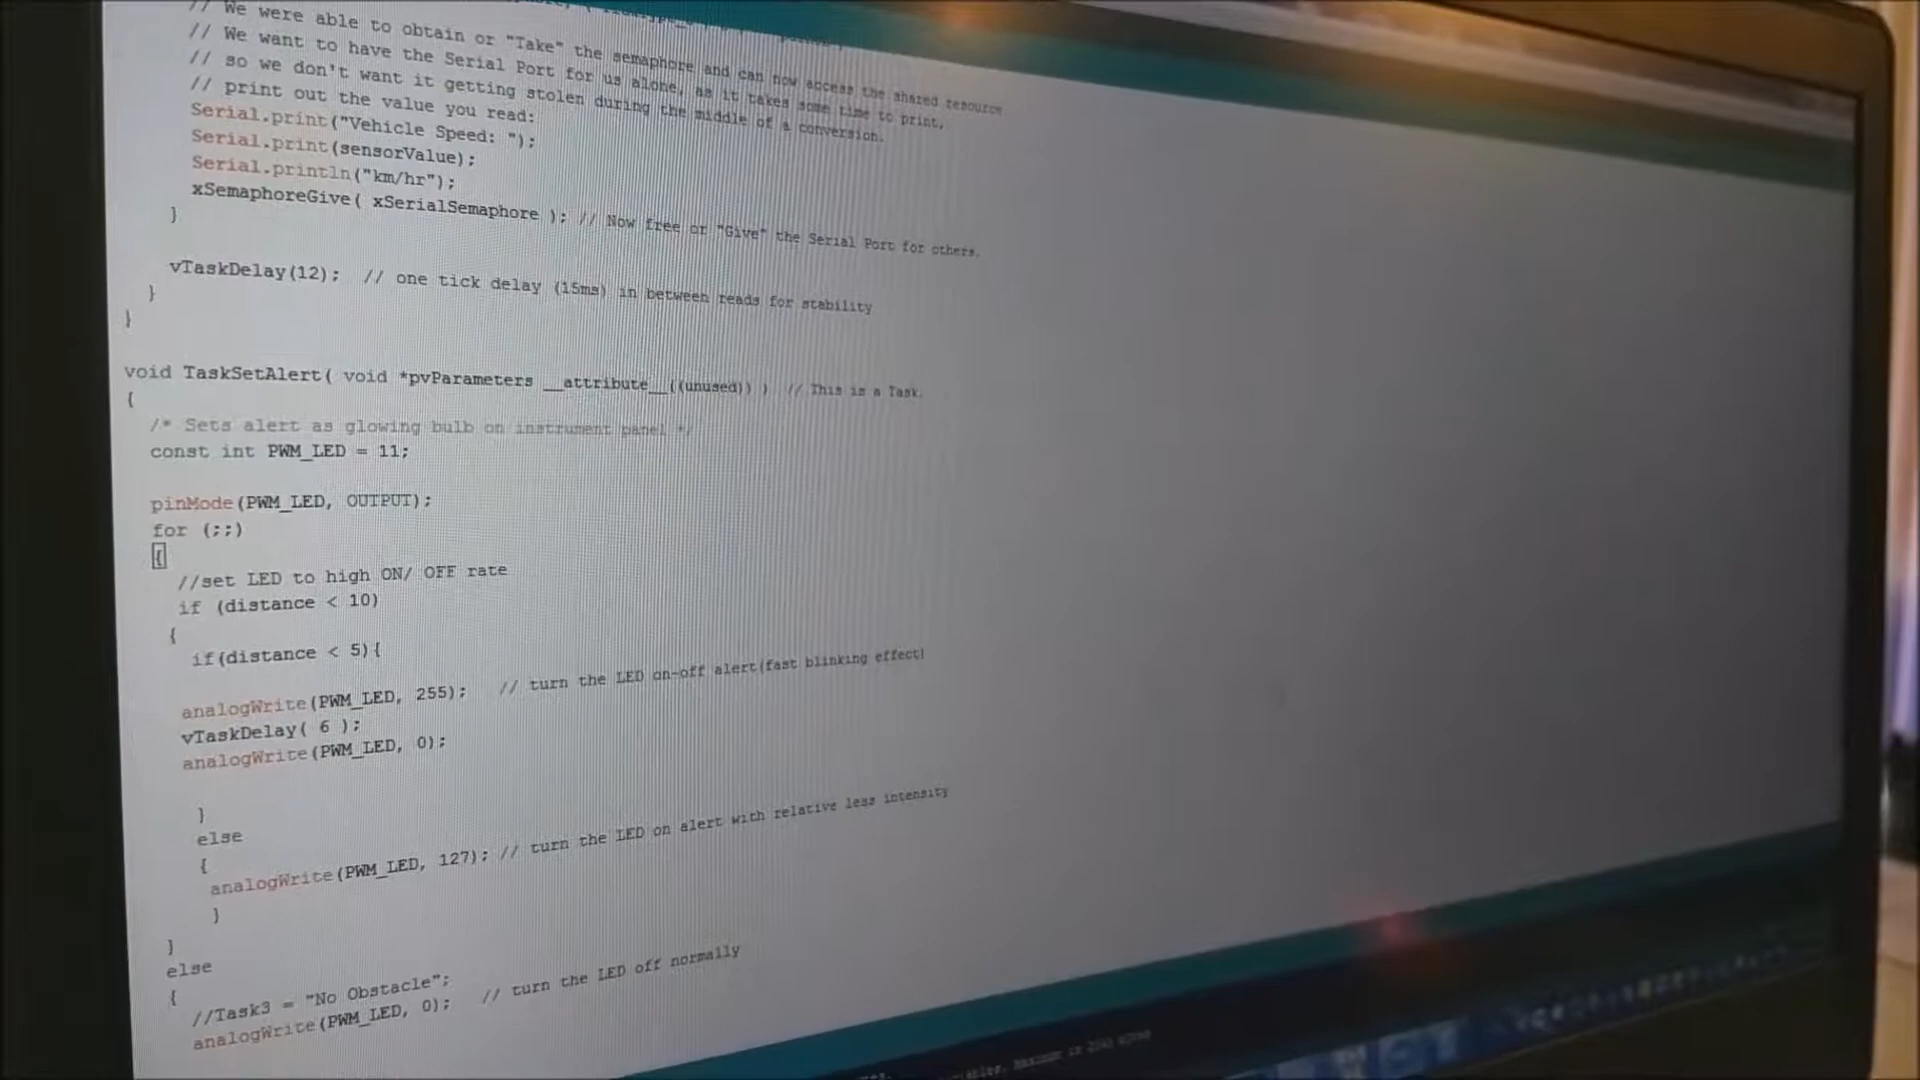 // We were able to obtain or "Take" the semaphore and can now access the shared resource
// We want to have the Serial Port for us alone, as it takes some time to print,
// so we don't want it getting stolen during the middle of a conversion.
// print out the value you read:
Serial.print("Vehicle Speed: ");
Serial.print(sensorValue);
Serial.println("km/hr");
xSemaphoreGive( xSerialSemaphore ); // Now free or "Give" the Serial Port for others.
}
vTaskDelay(12); // one tick delay (15ms) in between reads for stability
}
}
void TaskSetAlert( void *pvParameters __attribute__((unused)) ) // This is a Task.
{
/* Sets alert as glowing bulb on instrument panel */
const int PWM_LED = 11;
pinMode(PWM_LED, OUTPUT);
for (;;)
{
//set LED to high ON/ OFF rate
if (distance < 10)
{
if(distance < 5){
analogWrite(PWM_LED, 255); // turn the LED on-off alert(fast blinking effect)
vTaskDelay( 6 );
analogWrite(PWM_LED, 0);
}
else
{
analogWrite(PWM_LED, 127); // turn the LED on alert with relative less intensity
}
}
else
{
//Task3 = "No Obstacle";
analogWrite(PWM_LED, 0); // turn the LED off normally